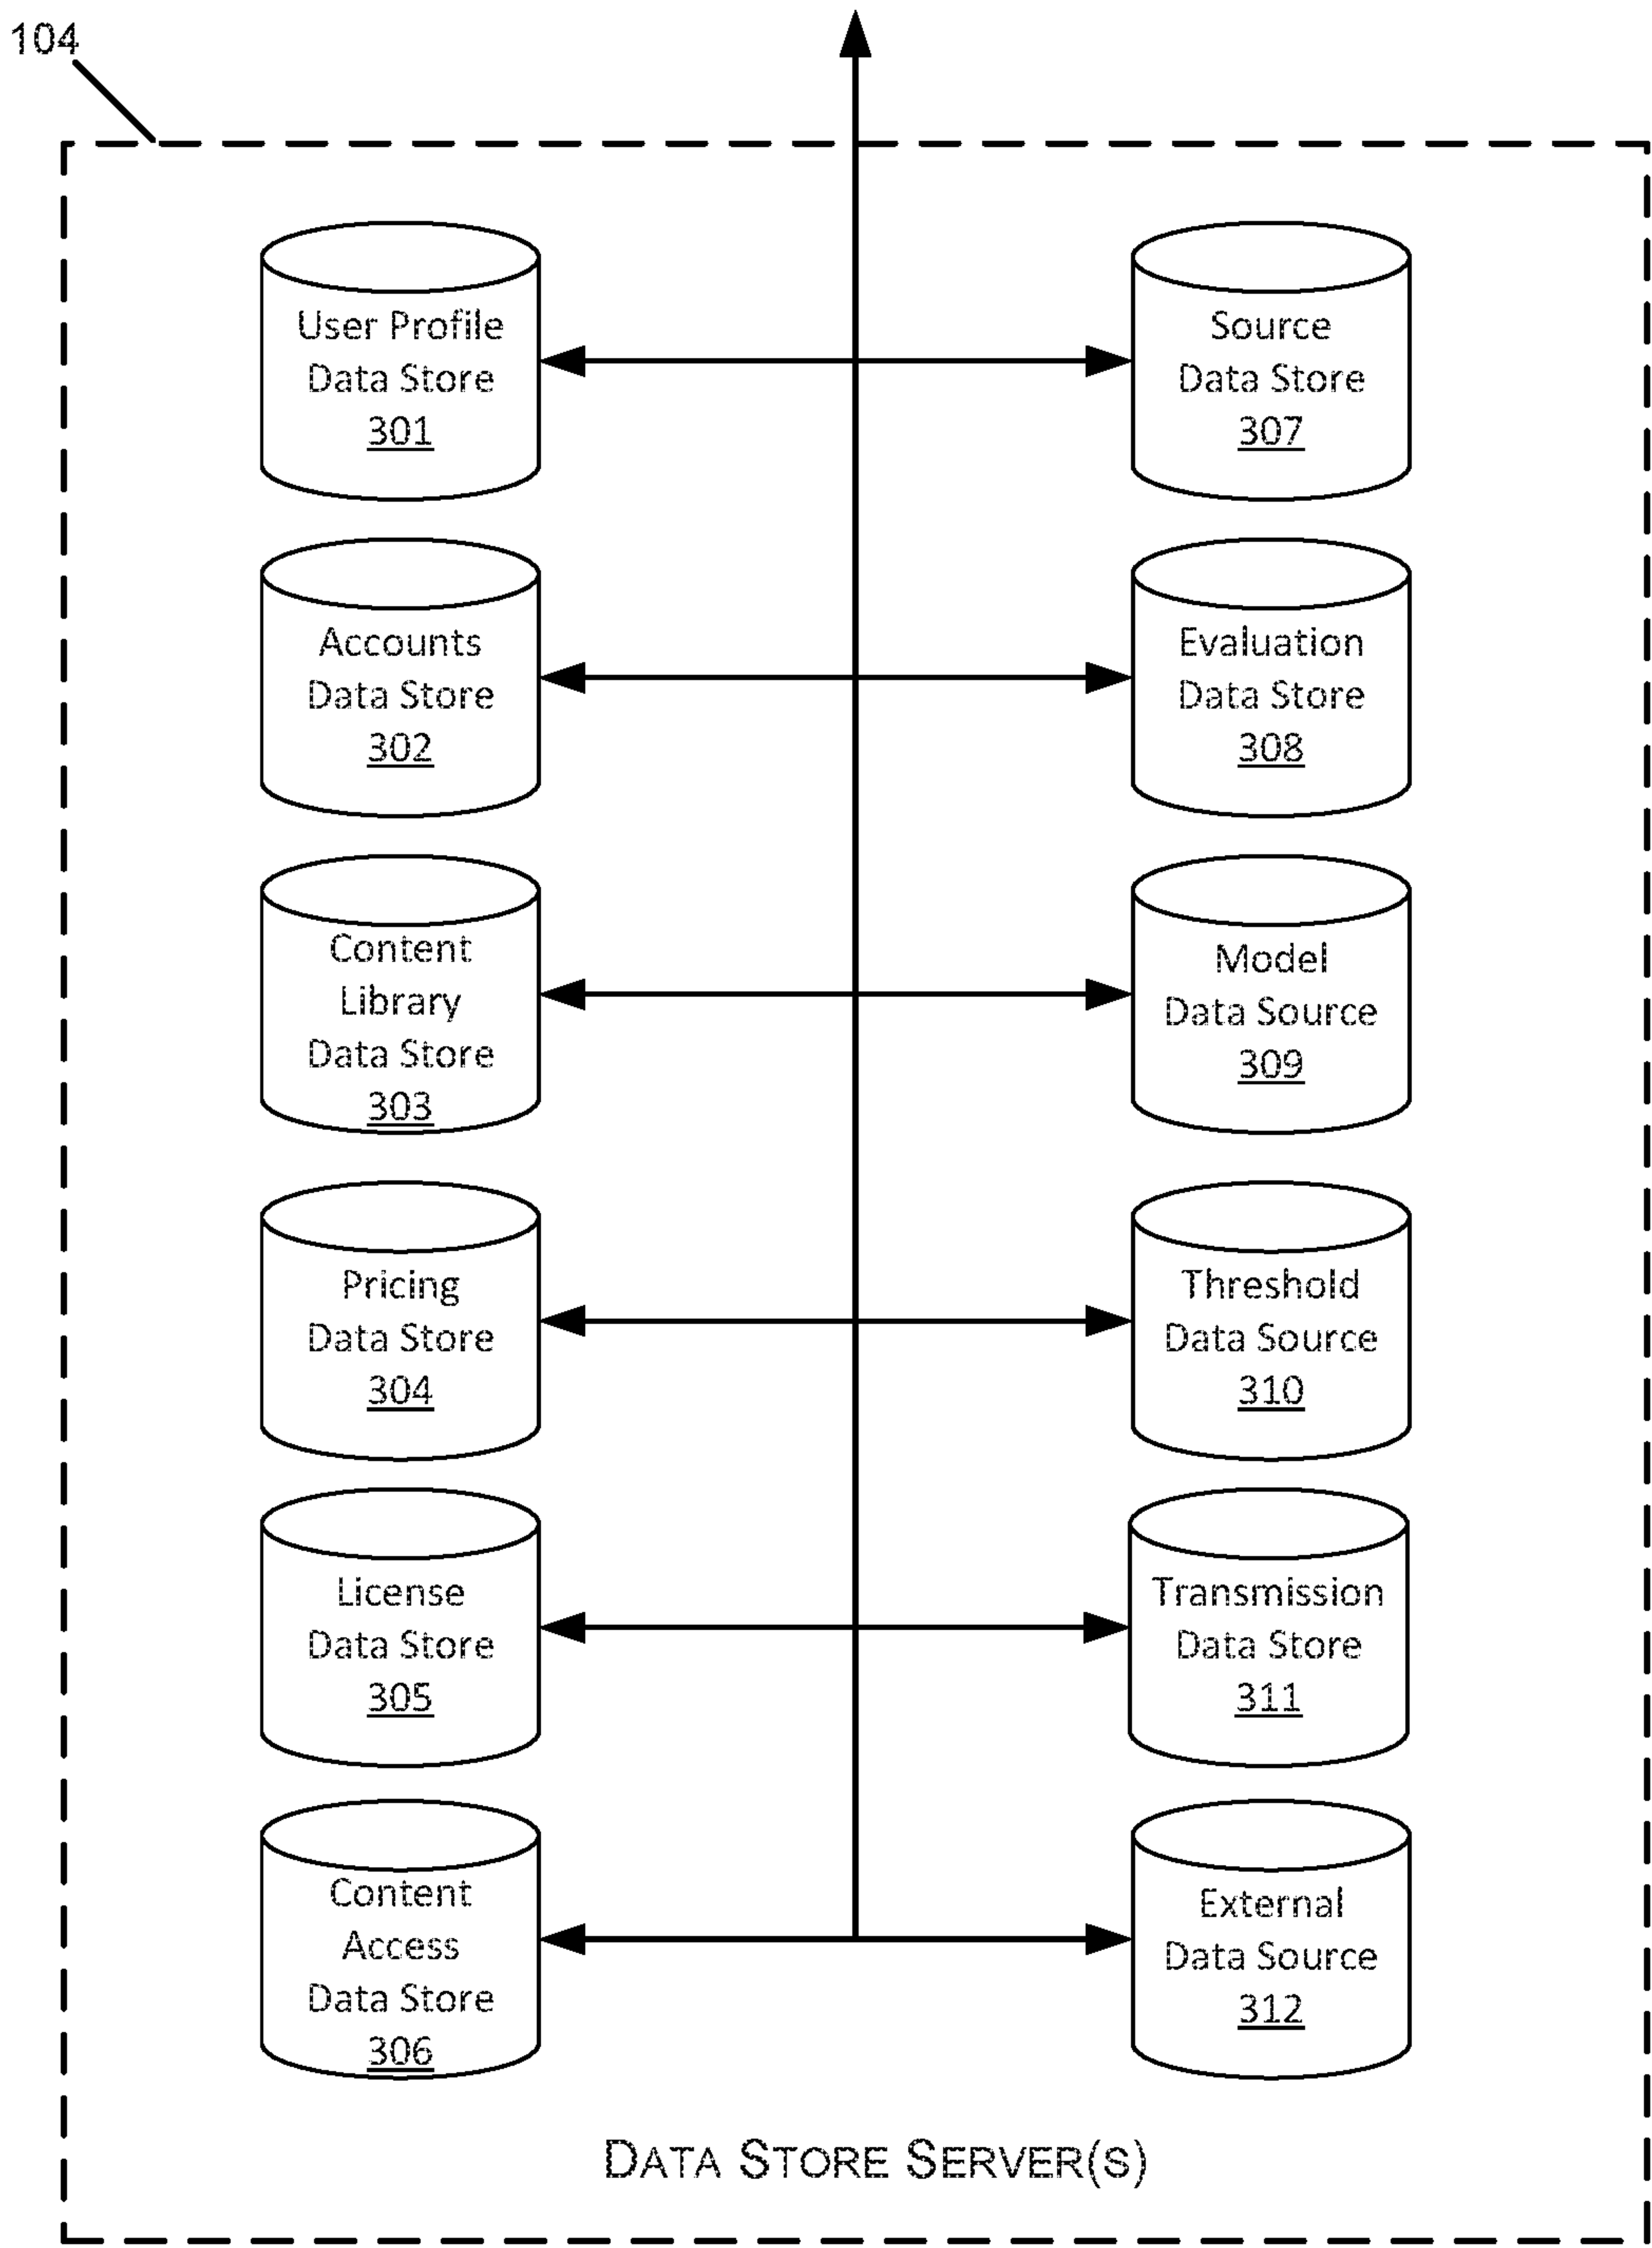 104
User Profile
Data Store
301
Source
Data Store
307
Accounts
Data Store
302
Evaluation
Data Store
308
Content
Library
Data Store
303
Model
Data Source
309
Pricing
Data Store
304
Threshold
Data Source
310
License
Data Store
305
Transmission
Data Store
311
Content
Access
Data Store
306
External
Data Source
312
DATA STORE SERVER(S)